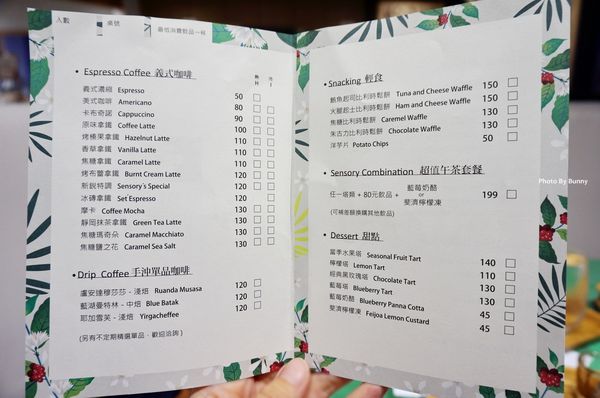 人數 桌號 最低消費飲品一杯
• Espresso Coffee 義式咖啡
義式濃縮 Espresso 50
美式咖啡 Americano 80
卡布奇諾 Cappuccino 90
原味拿鐵 Coffee Latte 100
烤榛果拿鐵 Hazelnut Latte 110
香草拿鐵 Vanilla Latte 110
焦糖拿鐵 Caramel Latte 110
烤布蕾拿鐵 Burnt Cream Latte 120
新銳特調 Sensory´s Special 120
冰磚拿鐵 Set Espresso 120
摩卡 Coffee Mocha 130
靜岡抹茶拿鐵 Green Tea Latte 130
焦糖瑪奇朵 Caramel Macchiato 130
焦糖鹽之花 Caramel Sea Salt 130
• Drip Coffee 手沖單品咖啡
盧安達穆莎莎 - 淺焙 Ruanda Musasa 120
藍湖曼特林 - 中焙 Blue Batak 120
耶加雪芙 - 淺焙 Yirgacheffee 120
(另有不定期精選單品，歡迎洽詢)
• Snacking 輕食
鮪魚起司比利時鬆餅 Tuna and Cheese Waffle 150
火腿起士比利時鬆餅 Ham and Cheese Waffle 150
焦糖比利時鬆餅 Caremel Waffle 130
朱古力比利時鬆餅 Chocolate Waffle 130
洋芋片 Potato Chips 50
• Sensory Combination 超值午茶套餐
任一塔類 + 80元飲品 + 藍莓奶酪 or 斐濟檸檬凍 199
(可補差額換購其他飲品)
• Dessert 甜點
當季水果塔 Seasonal Fruit Tart 140
檸檬塔 Lemon Tart 110
經典黑玫瑰塔 Chocolate Tart 130
藍莓塔 Blueberry Tart 130
藍莓奶酪 Blueberry Panna Cotta 45
斐濟檸檬凍 Feijoa Lemon Custard 45
Photo By Bunny